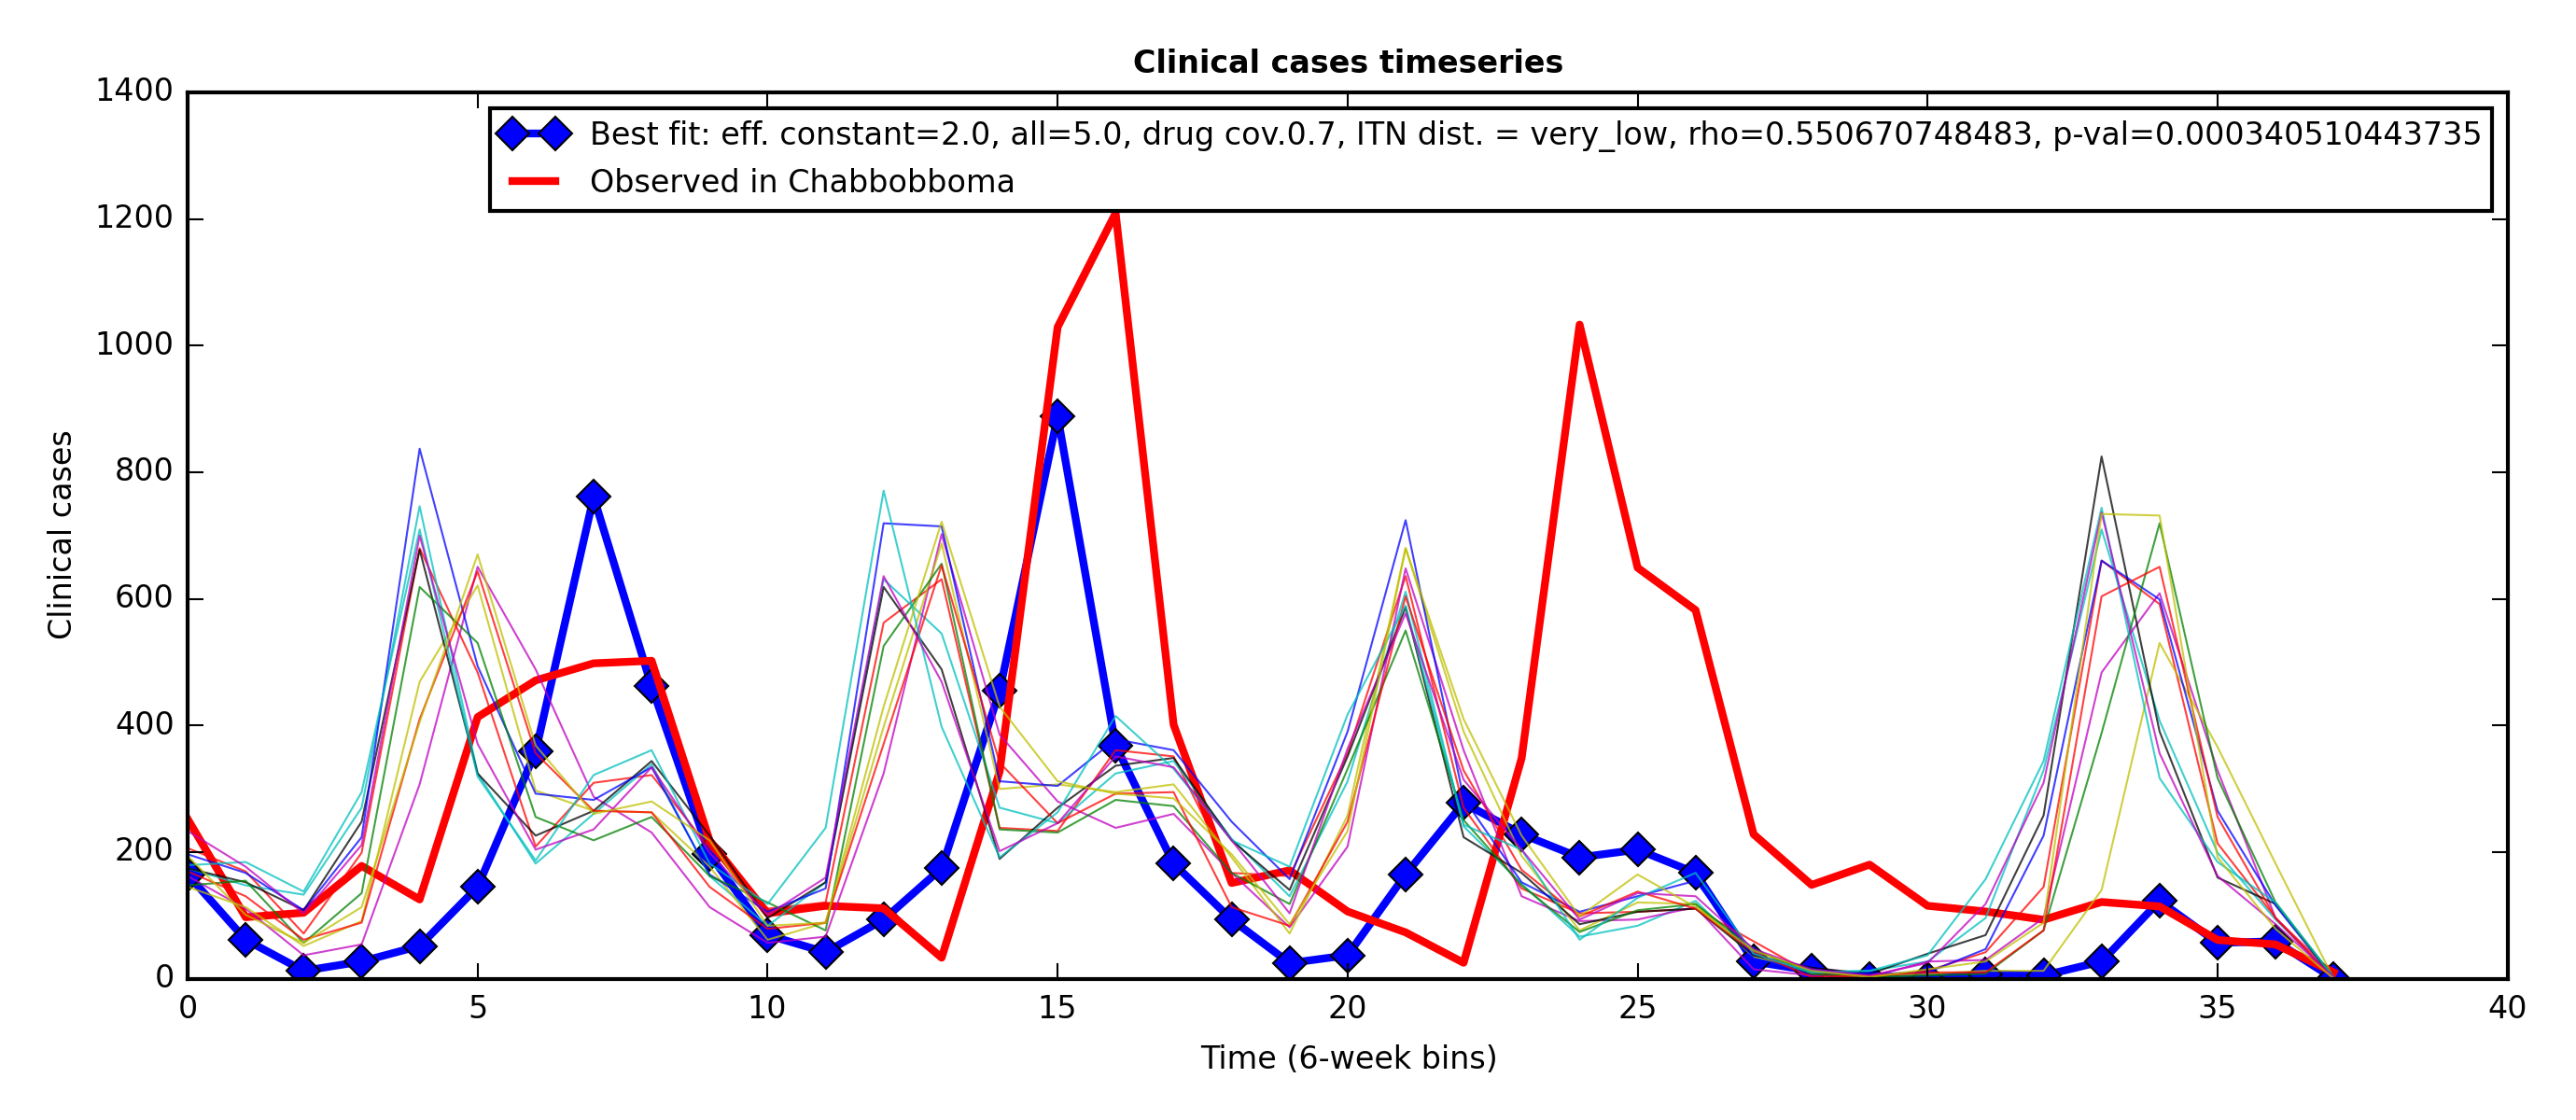 Clinical cases timeseries
1400
1200
1000
800
600
400
200
0
Clinical cases
Best fit: eff. constant=2.0, all=5.0, drug cov.0.7, ITN dist. = very_low, rho=0.550670748483, p-val=0.000340510443735
Observed in Chabbobboma
0 5 10 15 20 25 30 35 40
Time (6-week bins)